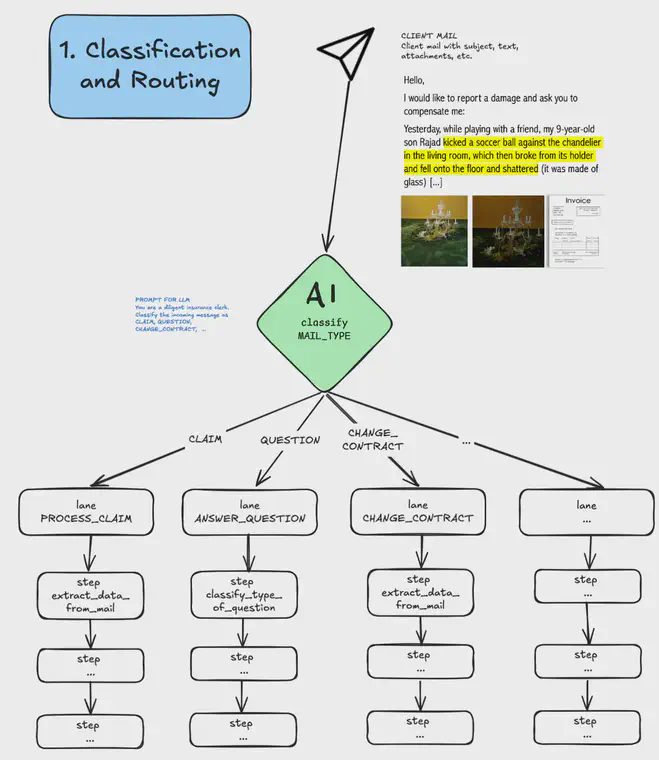 1. Classification
and Routing
CLIENT MAIL
Client mail with subject, text,
attachments, etc.
Hello,
I would like to report a damage and ask you to
compensate me:
Yesterday, while playing with a friend, my 9-year-old
son Rajad kicked a soccer ball against the chandelier
in the living room, which then broke from its holder
and fell onto the floor and shattered (it was made of
glass) [...]
Invoice
PROMPT FOR LLM
You are a diligent insurance clerk.
Classify the incoming message as
CLAIM, QUESTION,
CHANGE_CONTRACT, ...
AI
classify
MAIL_TYPE
CLAIM
QUESTION
CHANGE_
CONTRACT
...
lane
PROCESS_CLAIM
lane
ANSWER_QUESTION
lane
CHANGE_CONTRACT
lane
...
step
extract_data_
from_mail
step
classify_type_
of_question
step
extract_data_
from_mail
step
...
step
...
step
...
step
...
step
...
step
...
step
...
step
...
step
...